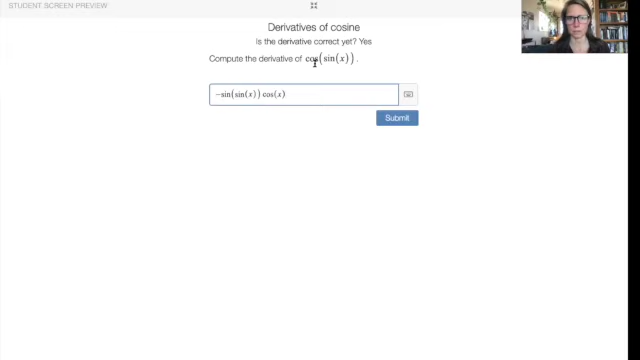 STUDENT SCREEN PREVIEW
Derivatives of cosine
Is the derivative correct yet? Yes
Compute the derivative of cos(sin(x)) .
−sin(sin(x)) cos(x)
Submit